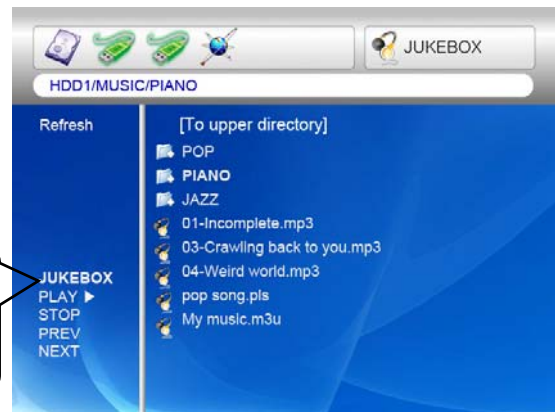 JUKEBOX
HDD1/MUSIC/PIANO
Refresh
[To upper directory]
POP
PIANO
JAZZ
01-Incomplete.mp3
03-Crawling back to you.mp3
04-Weird world.mp3
pop song.pls
My music.m3u
JUKEBOX
PLAY ▶
STOP
PREV
NEXT